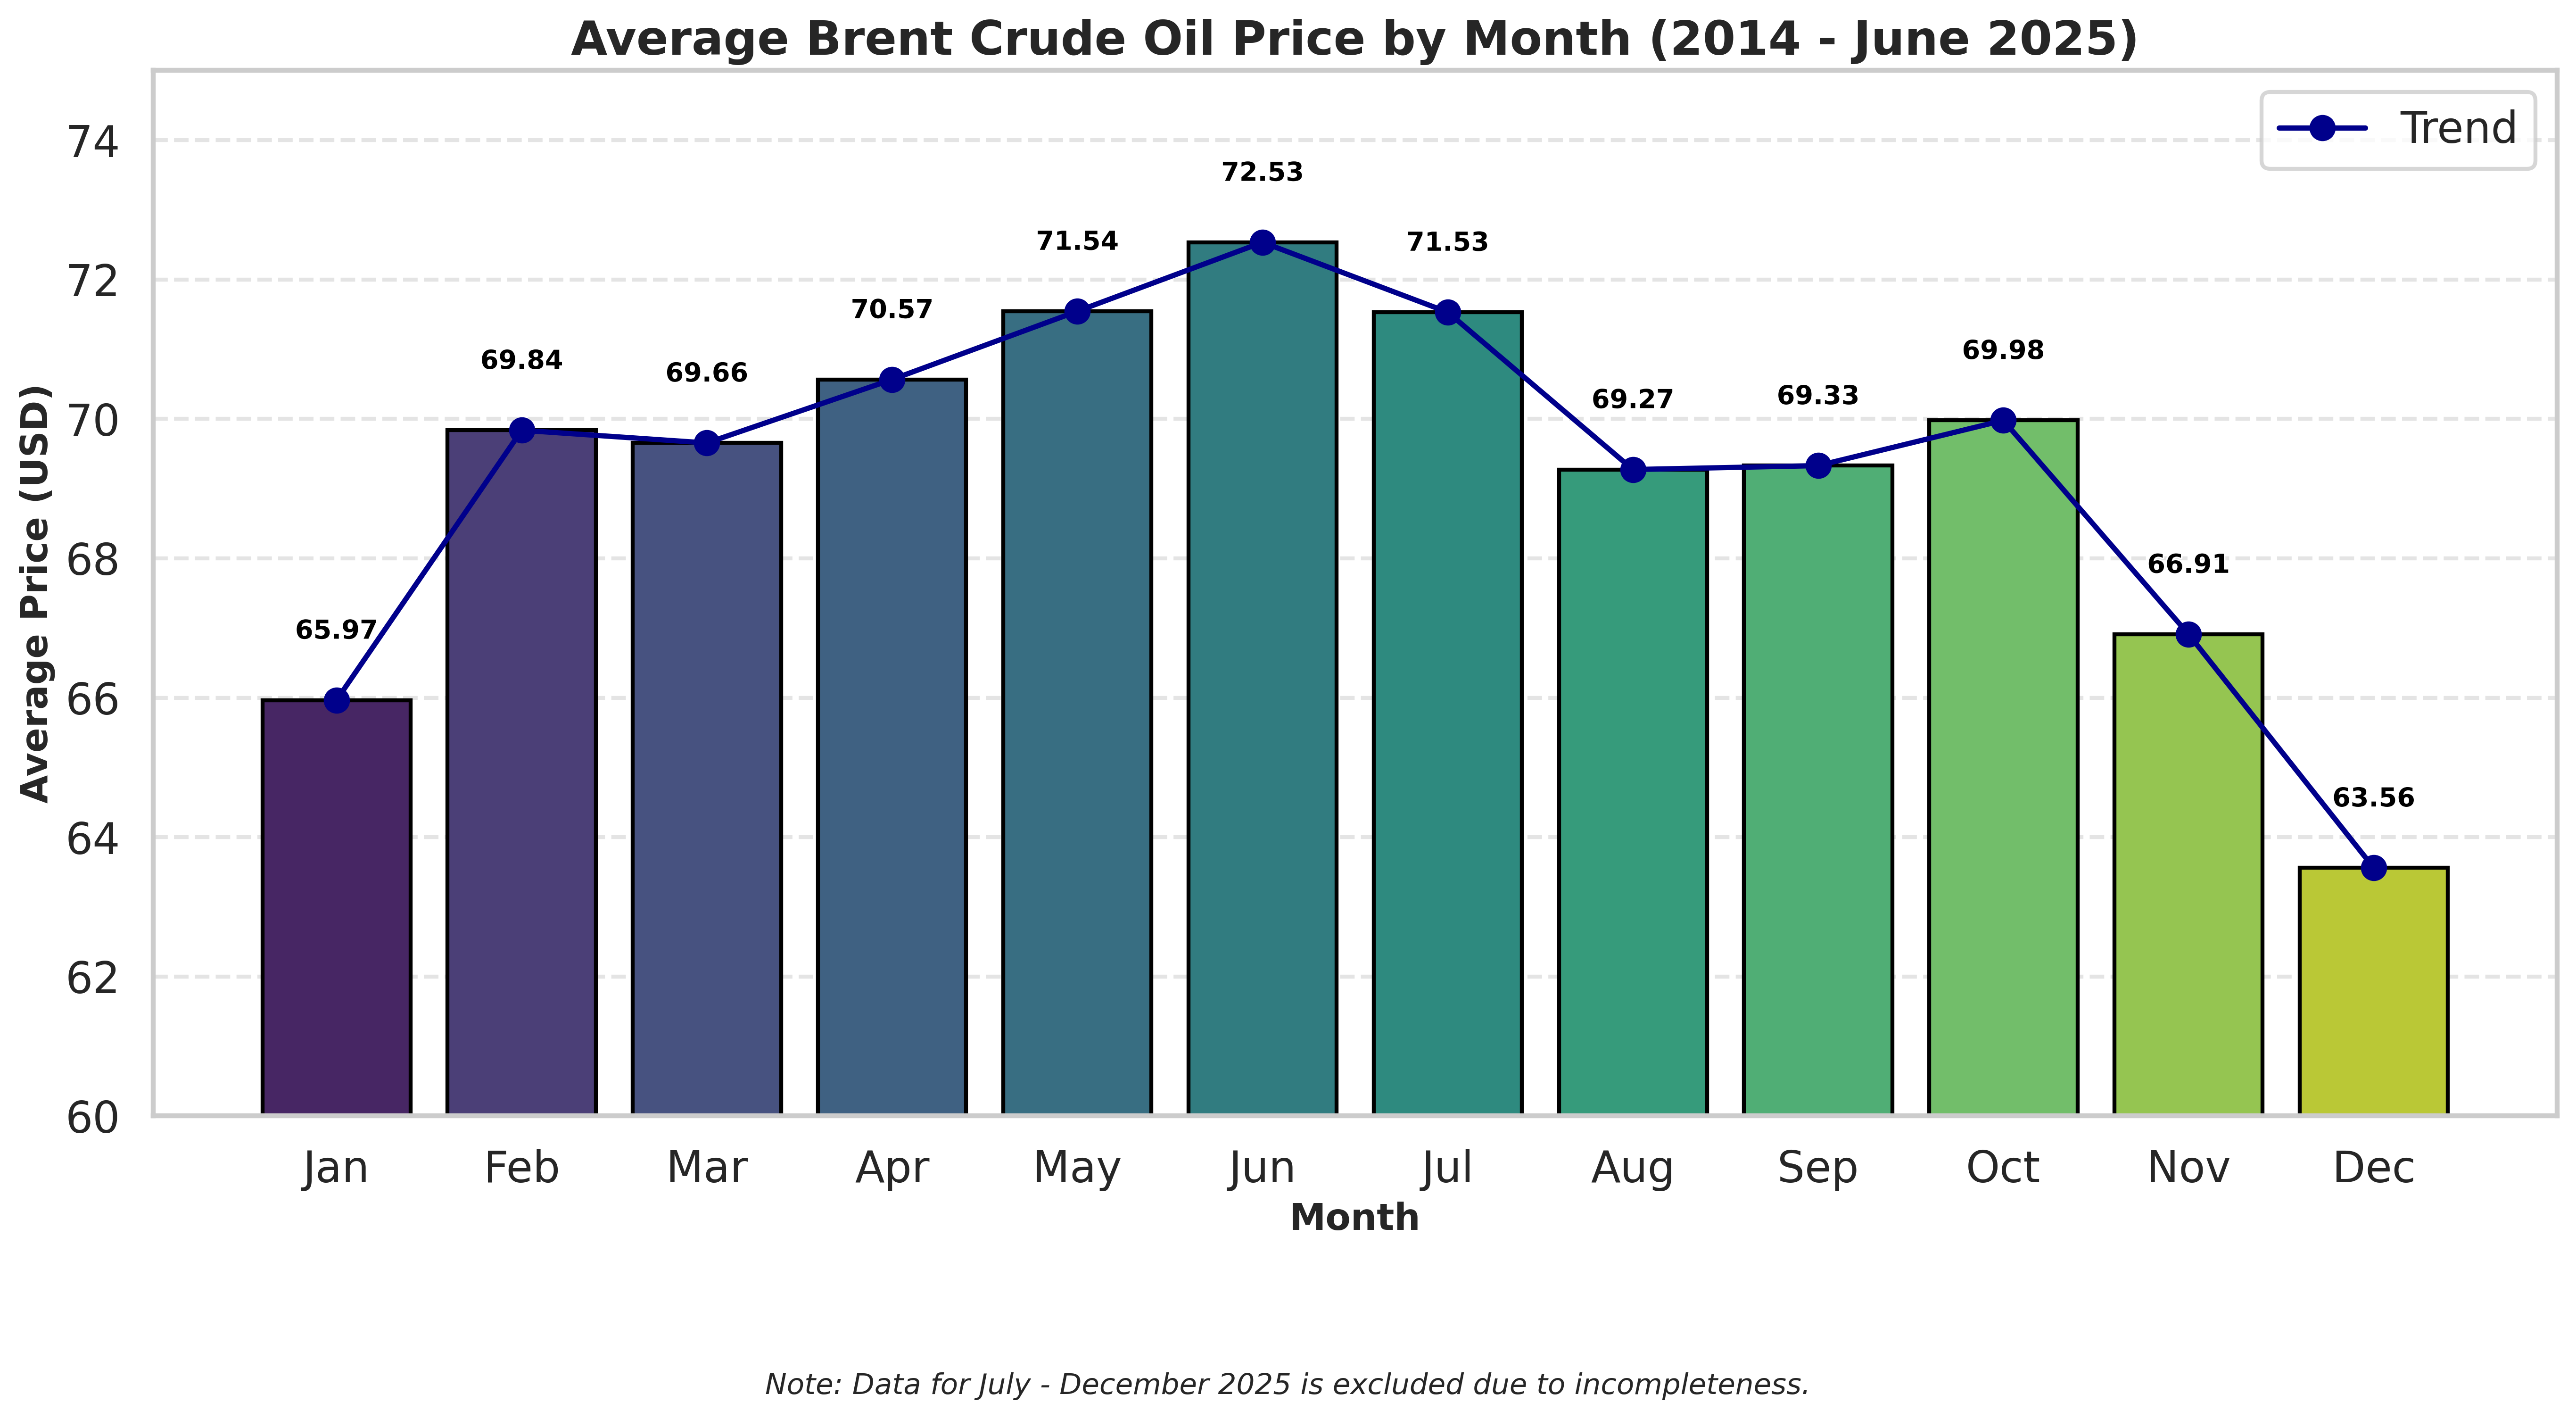 Average Brent Crude Oil Price by Month (2014 - June 2025)
Trend
Average Price (USD)
74
72
70
68
66
64
62
60
65.97
69.84
69.66
70.57
71.54
72.53
71.53
69.27
69.33
69.98
66.91
63.56
Jan
Feb
Mar
Apr
May
Jun
Jul
Aug
Sep
Oct
Nov
Dec
Month
Note: Data for July - December 2025 is excluded due to incompleteness.